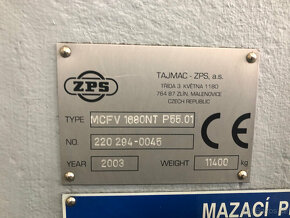 ZPS
TAJMAC - ZPS, a.s.
TŘÍDA 3. KVĚTNA 1180
764 87 ZLÍN, MALENOVICE
CZECH REPUBLIC
TYPE MCFV 1680NT P55.01
NO. 220 294-0045
CE
YEAR 2003 WEIGHT 11400 kg
MAZACÍ P